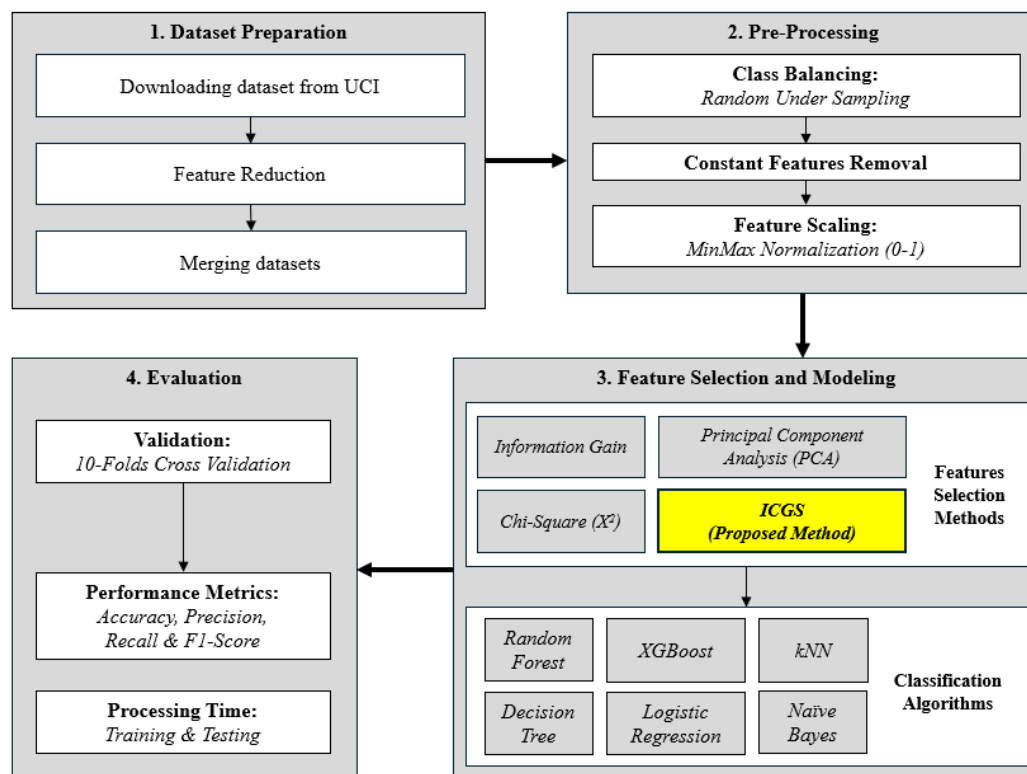 1. Dataset Preparation
Downloading dataset from UCI
Feature Reduction
Merging datasets
2. Pre-Processing
Class Balancing:
Random Under Sampling
Constant Features Removal
Feature Scaling:
MinMax Normalization (0-1)
3. Feature Selection and Modeling
Information Gain
Principal Component
Analysis (PCA)
Chi-Square (X²)
ICGS
(Proposed Method)
Features
Selection
Methods
Random
Forest
XGBoost
kNN
Decision
Tree
Logistic
Regression
Naïve
Bayes
Classification
Algorithms
4. Evaluation
Validation:
10-Folds Cross Validation
Performance Metrics:
Accuracy, Precision,
Recall & F1-Score
Processing Time:
Training & Testing